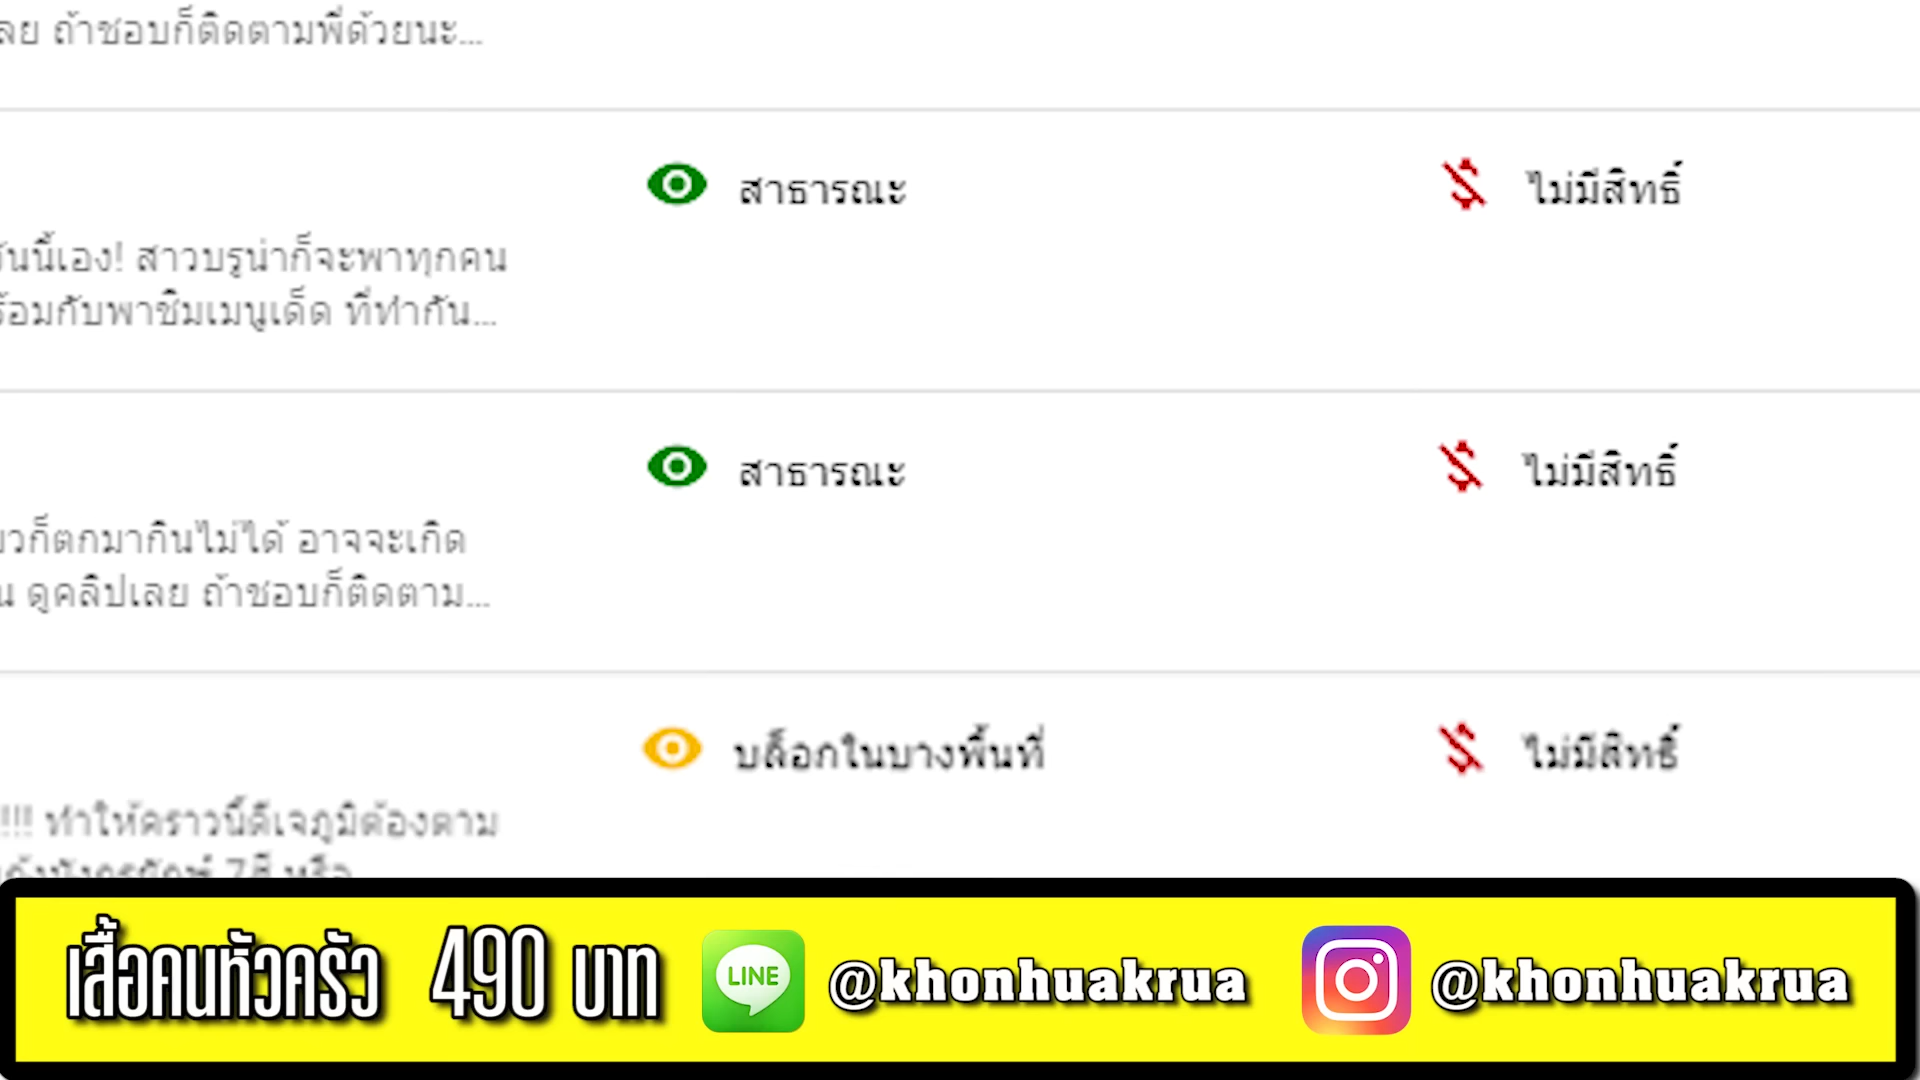 ลย ถ้าชอบก็ติดตามพี่ด้วยนะ...
สาธารณะ ไม่มีสิทธิ์
วันนี้เอง! สาวบรูน่าก็จะพาทุกคน
ร้อมกับพาชิมเมนูเด็ด ที่ทำกัน...
สาธารณะ ไม่มีสิทธิ์
ยวก็ตกมากินไม่ได้ อาจจะเกิด
ดูคลิปเลย ถ้าชอบก็ติดตาม...
บล็อกในบางพื้นที่ ไม่มีสิทธิ์
!!! ทำให้คราวนี้ดีเจภูมิต้องตาม
เสื้อคนหัวครัว 490 บาท LINE @khonhuakrua @khonhuakrua